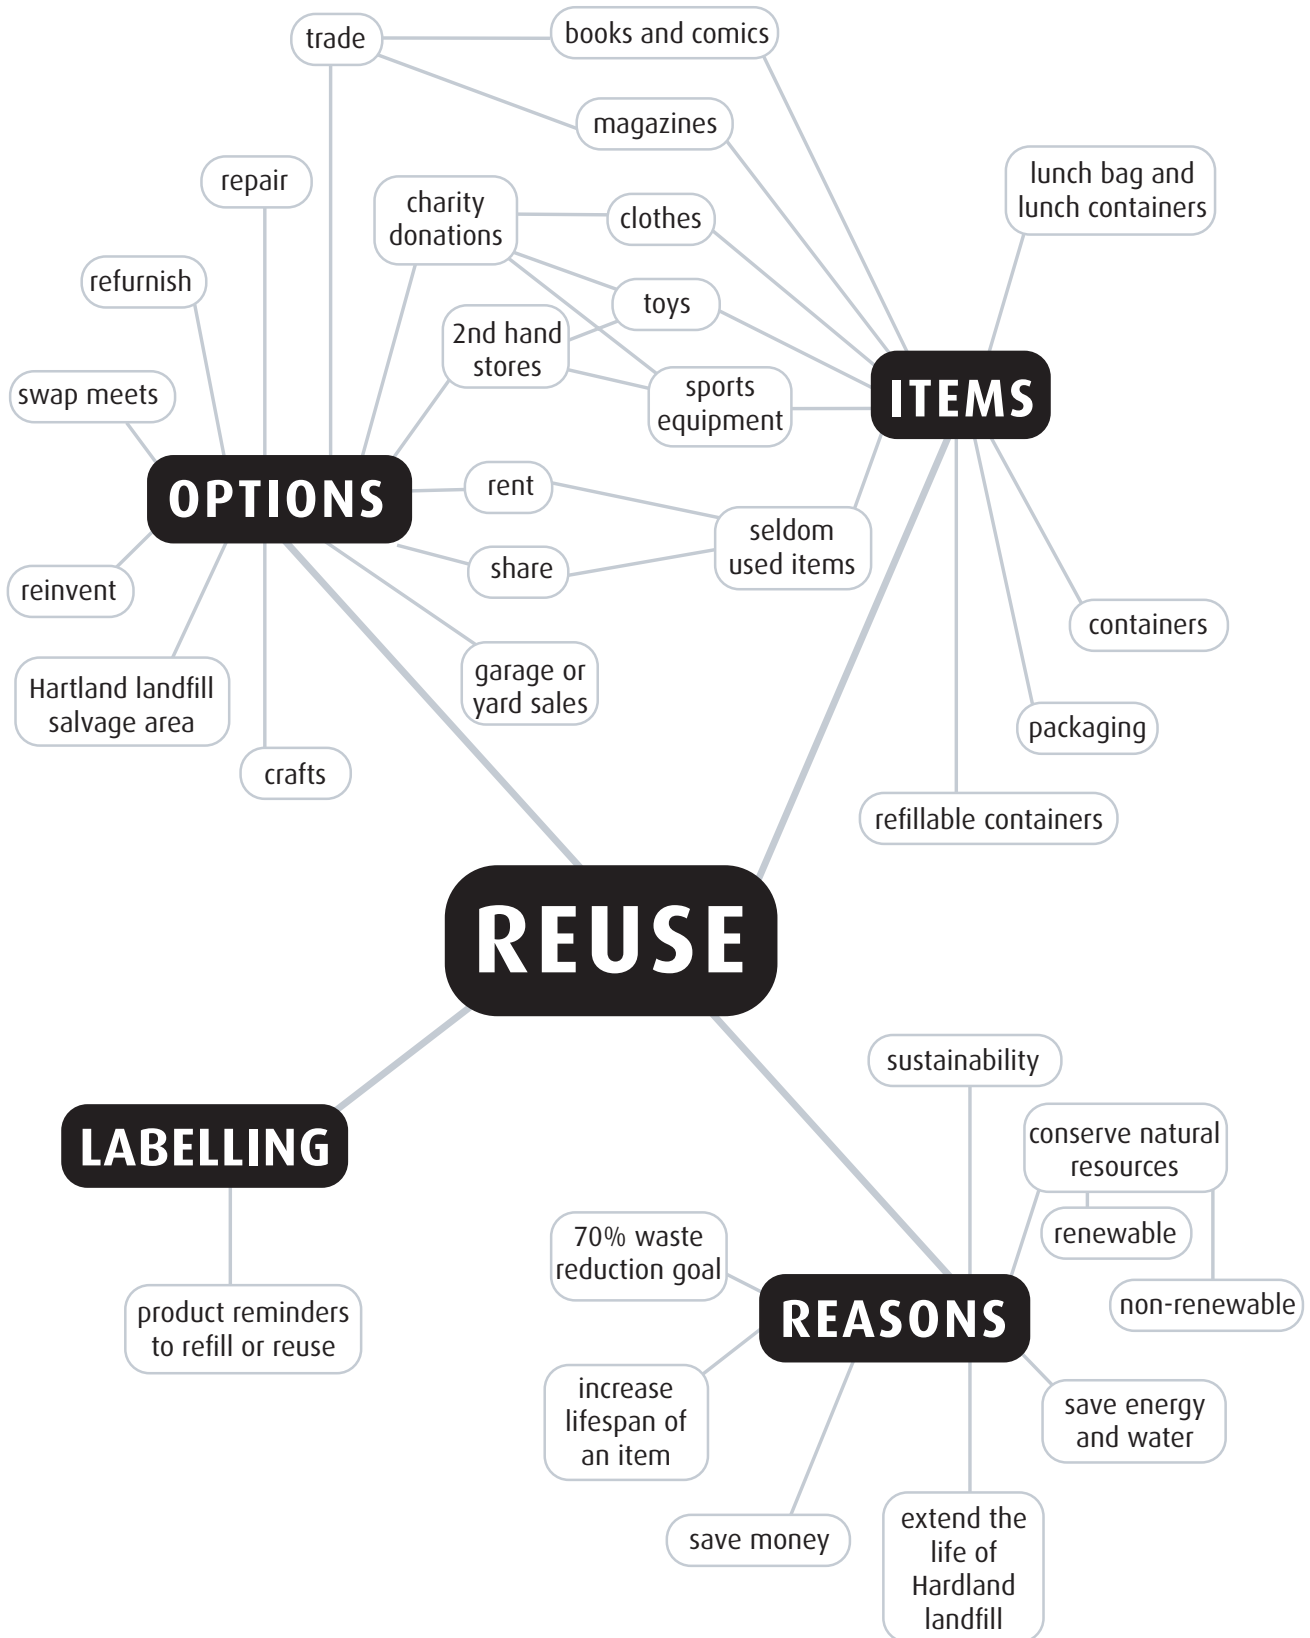 trade
books and comics
magazines
repair
lunch bag and
lunch containers
charity
donations
clothes
refurnish
toys
2nd hand
stores
swap meets
sports
equipment
ITEMS
OPTIONS
rent
seldom
used items
share
reinvent
containers
Hartland landfill
salvage area
garage or
yard sales
packaging
crafts
refillable containers
REUSE
sustainability
LABELLING
conserve natural
resources
70% waste
reduction goal
renewable
non-renewable
product reminders
to refill or reuse
REASONS
increase
lifespan of
an item
save energy
and water
save money
extend the
life of
Hardland
landfill